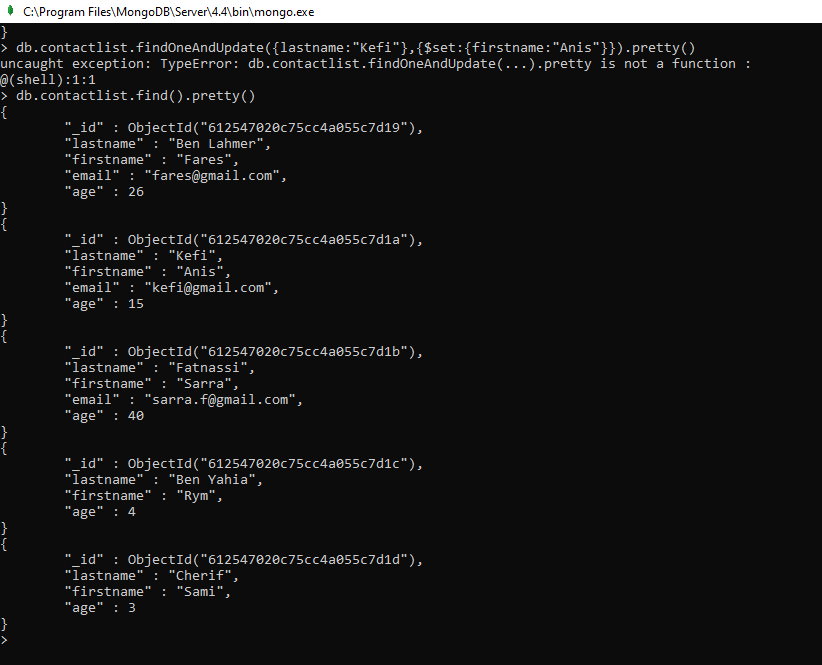 C:\Program Files\MongoDB\Server\4.4\bin\mongo.exe
}
> db.contactlist.findOneAndUpdate({lastname:"Kefi"},{$set:{firstname:"Anis"}}).pretty()
uncaught exception: TypeError: db.contactlist.findOneAndUpdate(...).pretty is not a function :
@(shell):1:1
> db.contactlist.find().pretty()
{
        "_id" : ObjectId("612547020c75cc4a055c7d19"),
        "lastname" : "Ben Lahmer",
        "firstname" : "Fares",
        "email" : "fares@gmail.com",
        "age" : 26
}
{
        "_id" : ObjectId("612547020c75cc4a055c7d1a"),
        "lastname" : "Kefi",
        "firstname" : "Anis",
        "email" : "kefi@gmail.com",
        "age" : 15
}
{
        "_id" : ObjectId("612547020c75cc4a055c7d1b"),
        "lastname" : "Fatnassi",
        "firstname" : "Sarra",
        "email" : "sarra.f@gmail.com",
        "age" : 40
}
{
        "_id" : ObjectId("612547020c75cc4a055c7d1c"),
        "lastname" : "Ben Yahia",
        "firstname" : "Rym",
        "age" : 4
}
{
        "_id" : ObjectId("612547020c75cc4a055c7d1d"),
        "lastname" : "Cherif",
        "firstname" : "Sami",
        "age" : 3
}
>